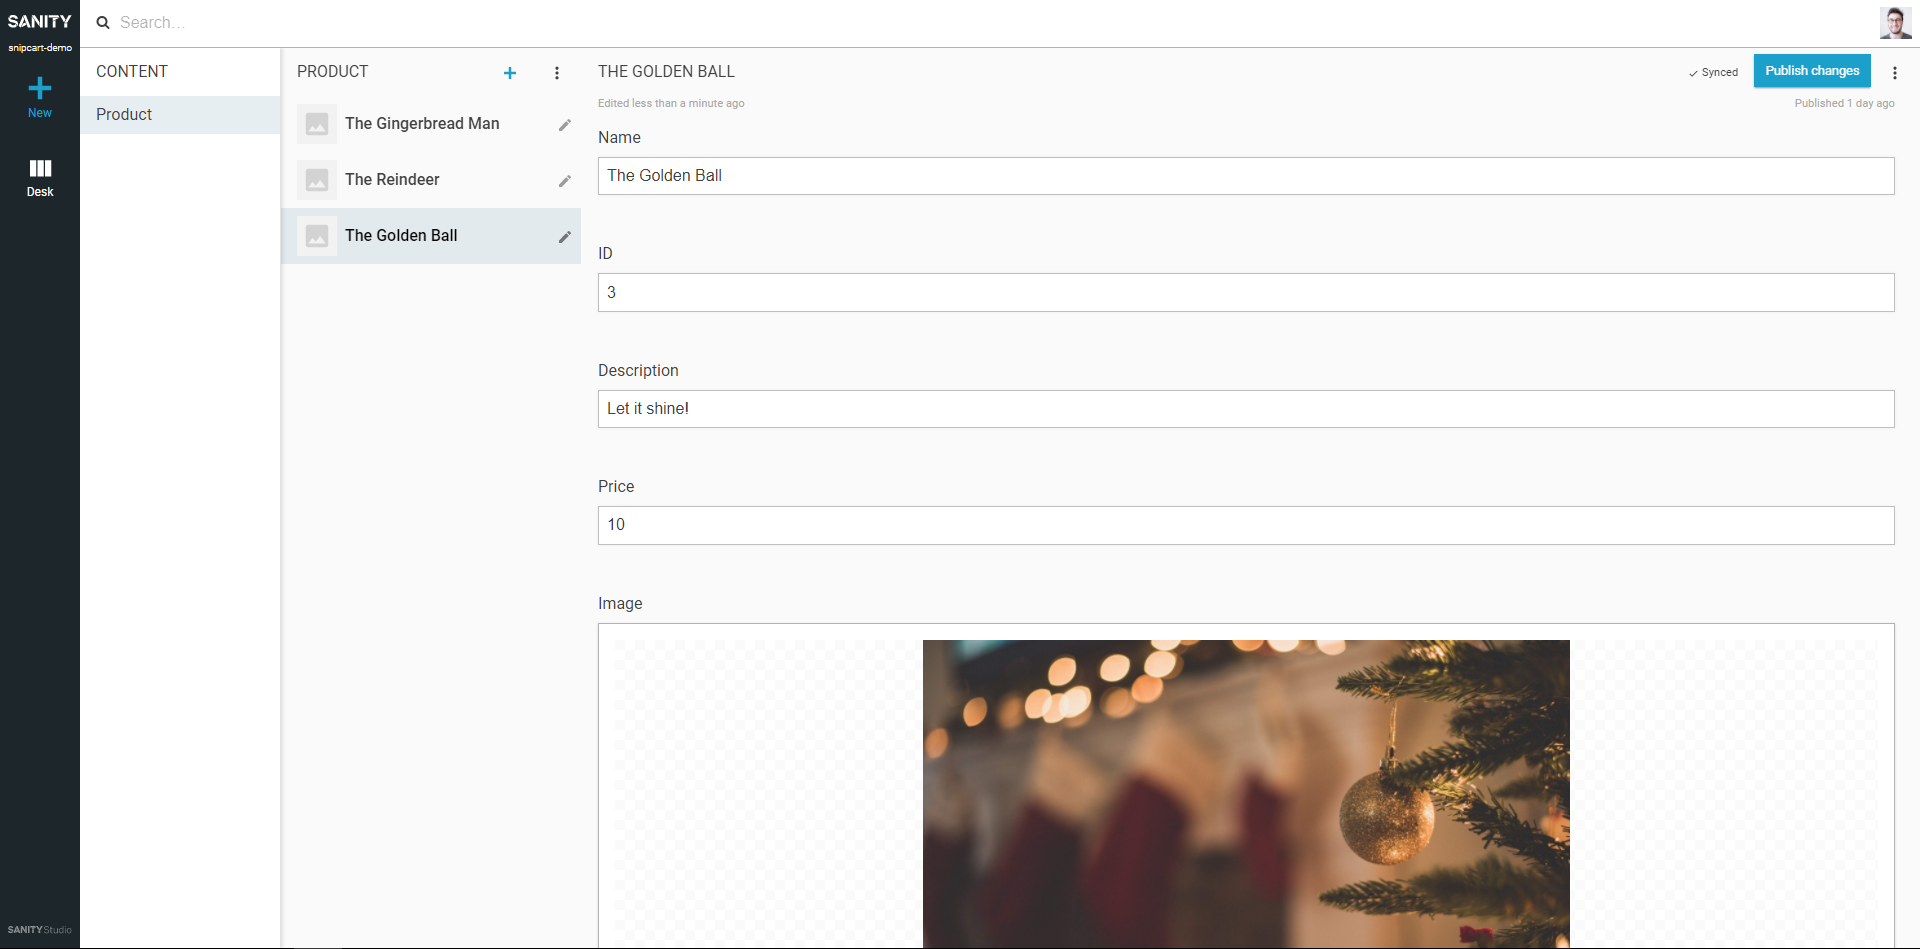 SANITY
snipcart-demo
New
Desk
SANITY Studio
Search...
CONTENT
Product
PRODUCT
The Gingerbread Man
The Reindeer
The Golden Ball
THE GOLDEN BALL
Synced
Publish changes
Edited less than a minute ago
Published 1 day ago
Name
The Golden Ball
ID
3
Description
Let it shine!
Price
10
Image